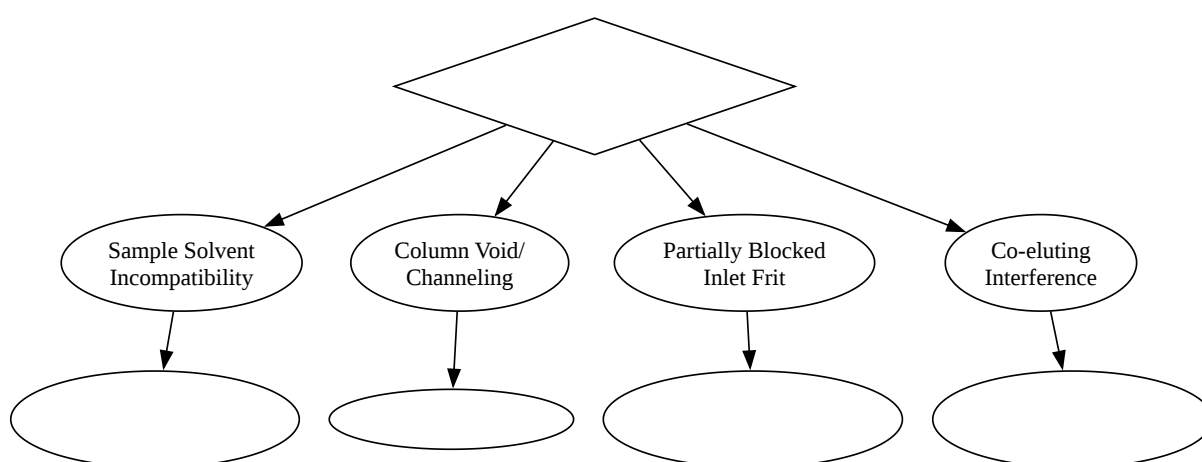 Sample Solvent
Incompatibility
Column Void/
Channeling
Partially Blocked
Inlet Frit
Co-eluting
Interference